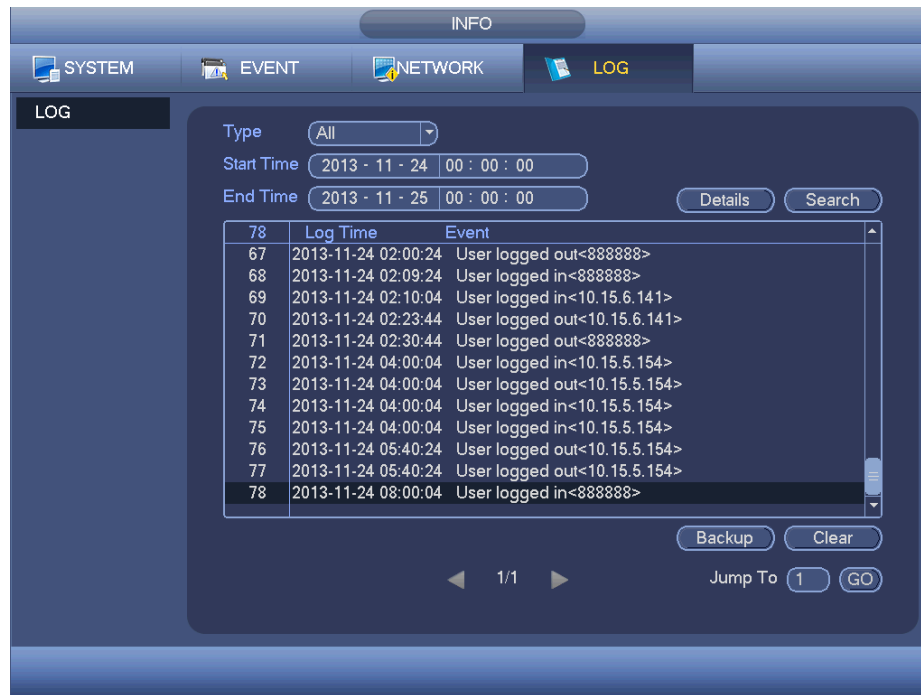 INFO
SYSTEM EVENT NETWORK LOG
LOG
Type All
Start Time 2013 - 11 - 24 00 : 00 : 00
End Time 2013 - 11 - 25 00 : 00 : 00 Details Search
78 Log Time Event
67 2013-11-24 02:00:24 User logged out<888888>
68 2013-11-24 02:09:24 User logged in<888888>
69 2013-11-24 02:10:04 User logged in<10.15.6.141>
70 2013-11-24 02:23:44 User logged out<10.15.6.141>
71 2013-11-24 02:30:44 User logged out<888888>
72 2013-11-24 04:00:04 User logged in<10.15.5.154>
73 2013-11-24 04:00:04 User logged out<10.15.5.154>
74 2013-11-24 04:00:04 User logged in<10.15.5.154>
75 2013-11-24 04:00:04 User logged in<10.15.5.154>
76 2013-11-24 05:40:24 User logged out<10.15.5.154>
77 2013-11-24 05:40:24 User logged out<10.15.5.154>
78 2013-11-24 08:00:04 User logged in<888888>
Backup Clear
1/1 Jump To 1 GO